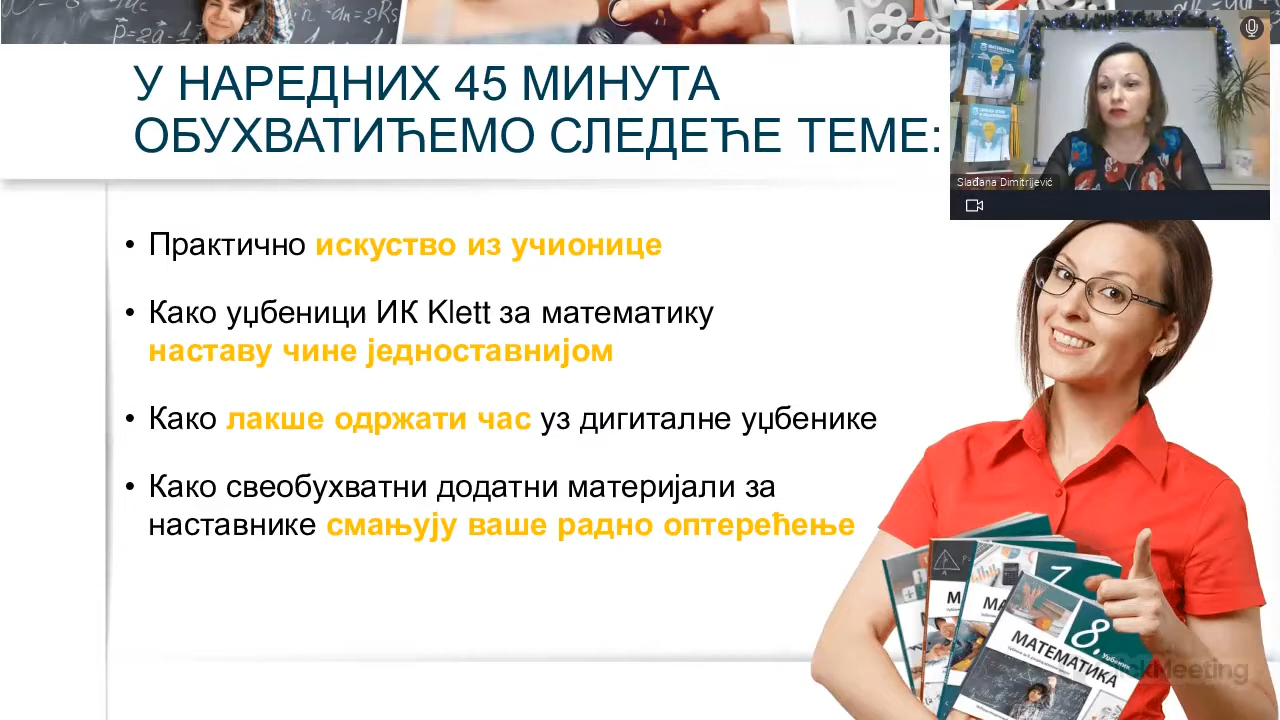 У НАРЕДНИХ 45 МИНУТА
ОБУХВАТИЋЕМО СЛЕДЕЋЕ ТЕМЕ:
Slađana Dimitrijević
• Практично искуство из учионице
• Како уџбеници ИК Klett за математику
наставу чине једноставнијом
• Како лакше одржати час уз дигиталне уџбенике
• Како свеобухватни додатни материјали за
наставнике смањују ваше радно оптерећење
7
8.
Уџбеник
МАТЕМАТИКА